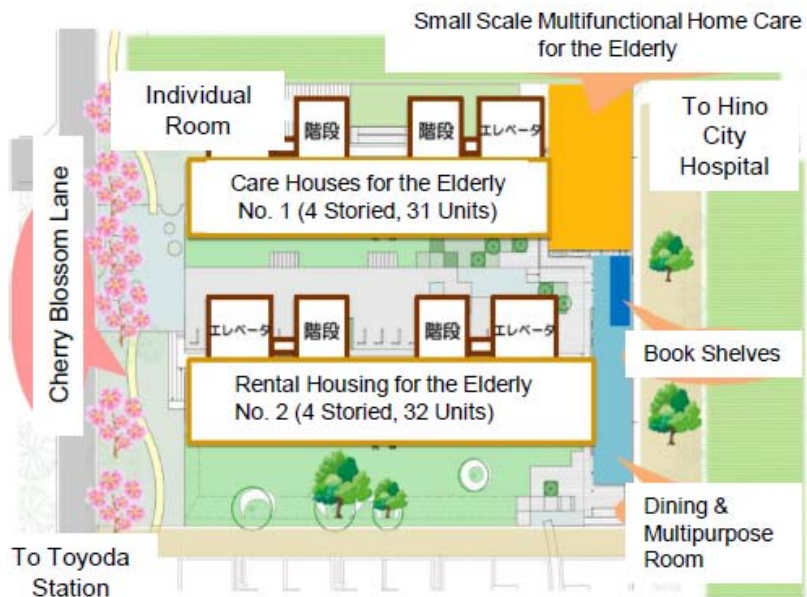 Small Scale Multifunctional Home Care
for the Elderly
Individual
Room
To Hino
City
Hospital
階段
階段
エレベータ
Care Houses for the Elderly
No. 1 (4 Storied, 31 Units)
Cherry Blossom Lane
エレベータ
階段
階段
エレベータ
Book Shelves
Rental Housing for the Elderly
No. 2 (4 Storied, 32 Units)
Dining &
Multipurpose
Room
To Toyoda
Station